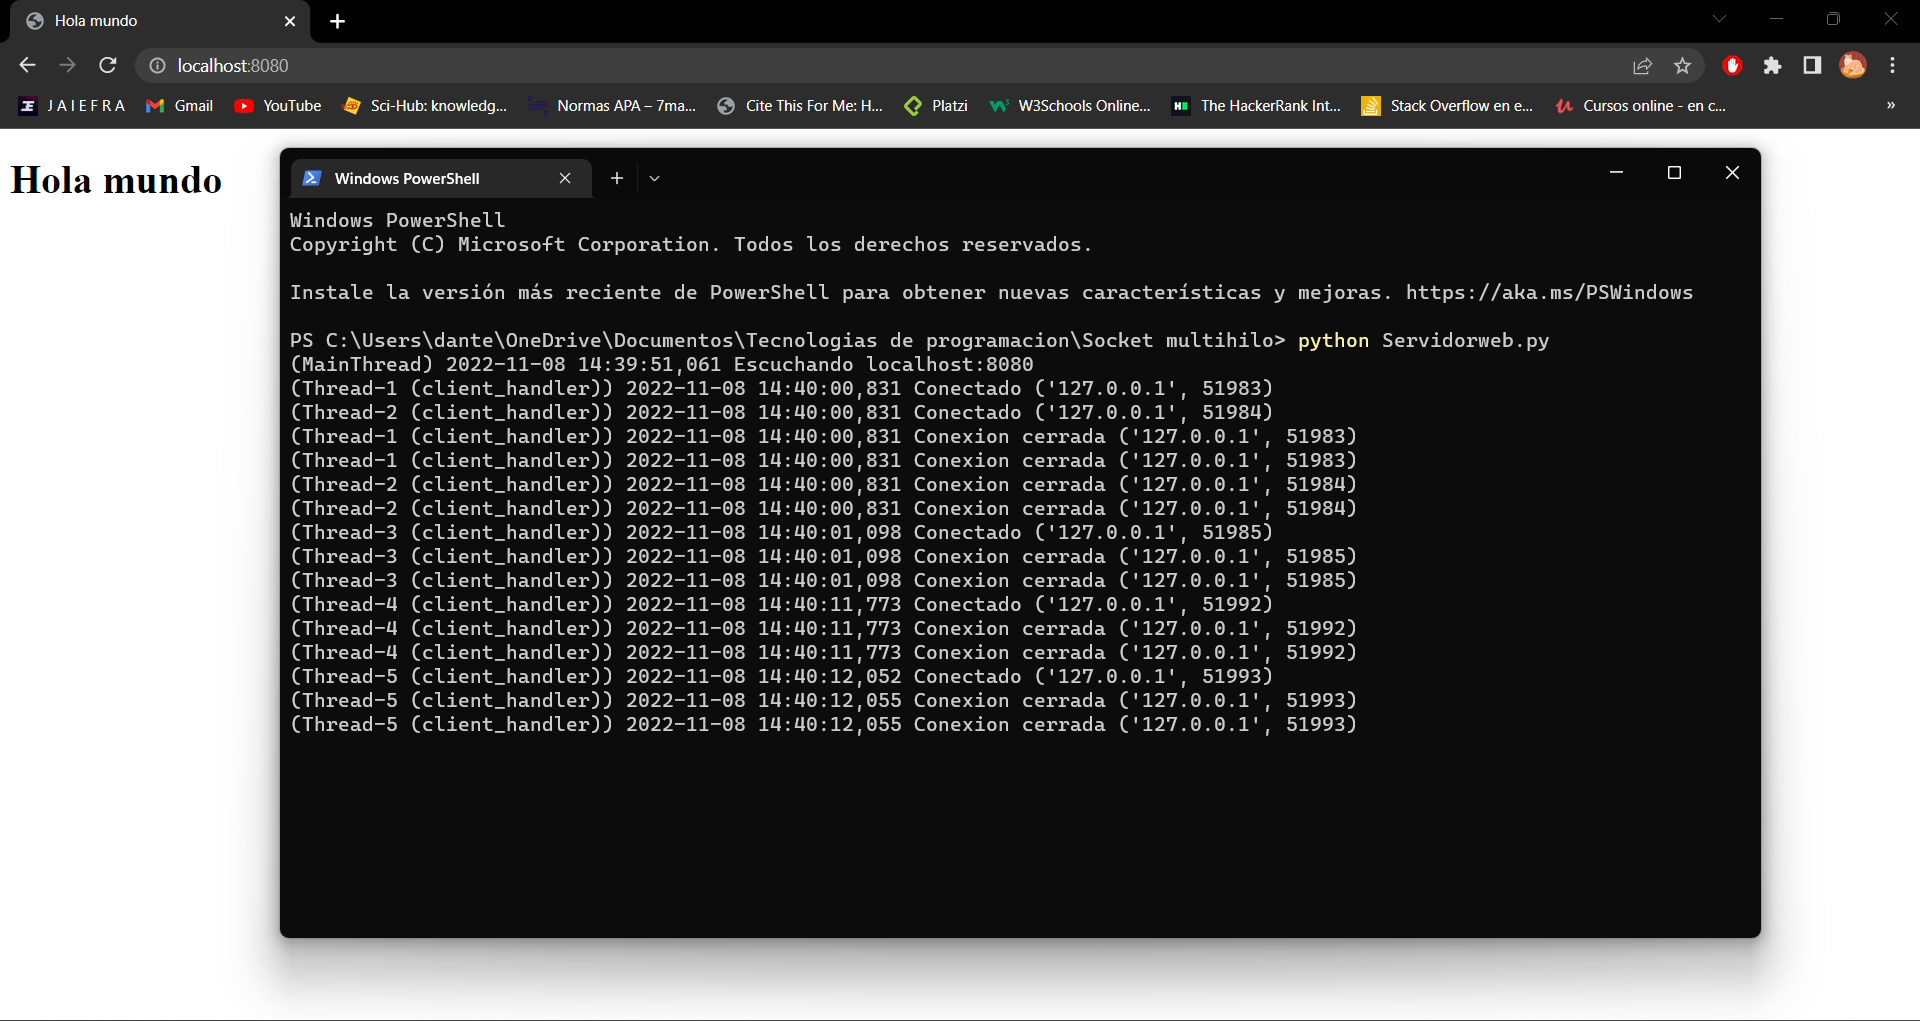 Hola mundo
localhost:8080
J A I E F R A Gmail YouTube Sci-Hub: knowledg... Normas APA – 7ma... Cite This For Me: H... Platzi W3Schools Online... The HackerRank Int... Stack Overflow en e... Cursos online - en c... »
Hola mundo
Windows PowerShell
Windows PowerShell
Copyright (C) Microsoft Corporation. Todos los derechos reservados.
Instale la versión más reciente de PowerShell para obtener nuevas características y mejoras. https://aka.ms/PSWindows
PS C:\Users\dante\OneDrive\Documentos\Tecnologias de programacion\Socket multihilo> python Servidorweb.py
(MainThread) 2022-11-08 14:39:51,061 Escuchando localhost:8080
(Thread-1 (client_handler)) 2022-11-08 14:40:00,831 Conectado ('127.0.0.1', 51983)
(Thread-2 (client_handler)) 2022-11-08 14:40:00,831 Conectado ('127.0.0.1', 51984)
(Thread-1 (client_handler)) 2022-11-08 14:40:00,831 Conexion cerrada ('127.0.0.1', 51983)
(Thread-1 (client_handler)) 2022-11-08 14:40:00,831 Conexion cerrada ('127.0.0.1', 51983)
(Thread-2 (client_handler)) 2022-11-08 14:40:00,831 Conexion cerrada ('127.0.0.1', 51984)
(Thread-2 (client_handler)) 2022-11-08 14:40:00,831 Conexion cerrada ('127.0.0.1', 51984)
(Thread-3 (client_handler)) 2022-11-08 14:40:01,098 Conectado ('127.0.0.1', 51985)
(Thread-3 (client_handler)) 2022-11-08 14:40:01,098 Conexion cerrada ('127.0.0.1', 51985)
(Thread-3 (client_handler)) 2022-11-08 14:40:01,098 Conexion cerrada ('127.0.0.1', 51985)
(Thread-4 (client_handler)) 2022-11-08 14:40:11,773 Conectado ('127.0.0.1', 51992)
(Thread-4 (client_handler)) 2022-11-08 14:40:11,773 Conexion cerrada ('127.0.0.1', 51992)
(Thread-4 (client_handler)) 2022-11-08 14:40:11,773 Conexion cerrada ('127.0.0.1', 51992)
(Thread-5 (client_handler)) 2022-11-08 14:40:12,052 Conectado ('127.0.0.1', 51993)
(Thread-5 (client_handler)) 2022-11-08 14:40:12,055 Conexion cerrada ('127.0.0.1', 51993)
(Thread-5 (client_handler)) 2022-11-08 14:40:12,055 Conexion cerrada ('127.0.0.1', 51993)